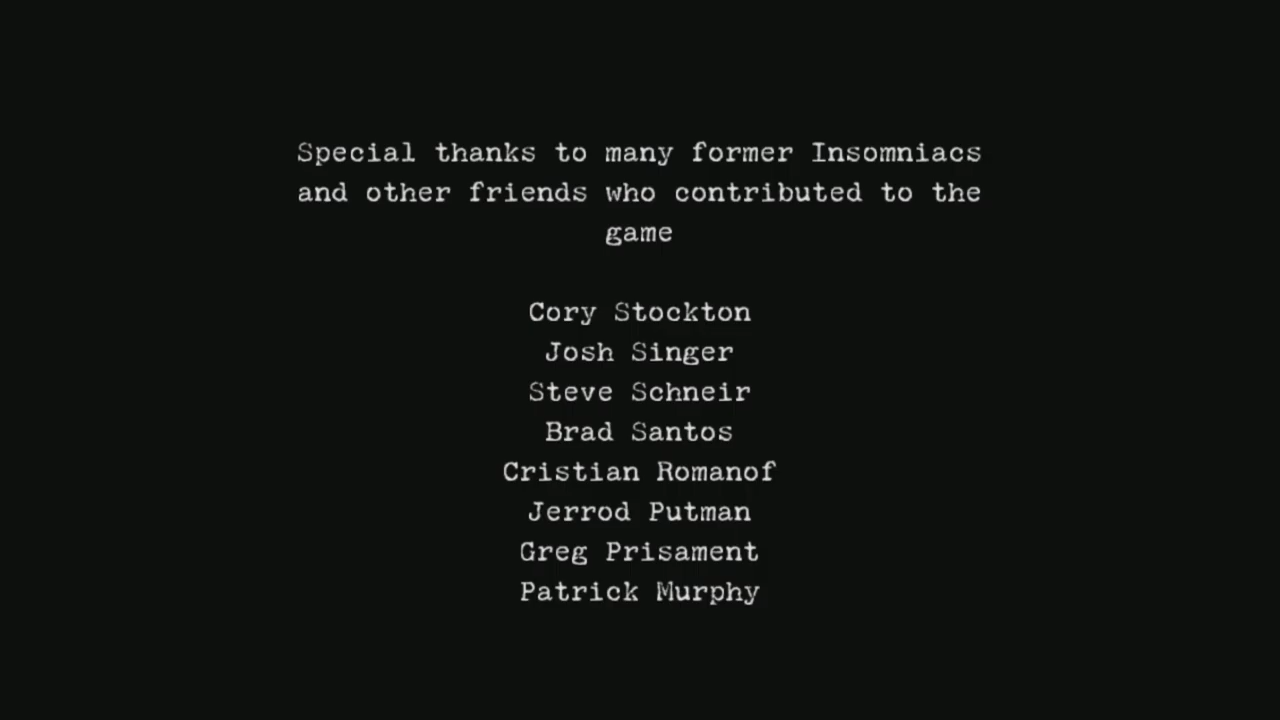 Special thanks to many former Insomniacs
and other friends who contributed to the
game
Cory Stockton
Josh Singer
Steve Schneir
Brad Santos
Cristian Romanof
Jerrod Putman
Greg Prisament
Patrick Murphy